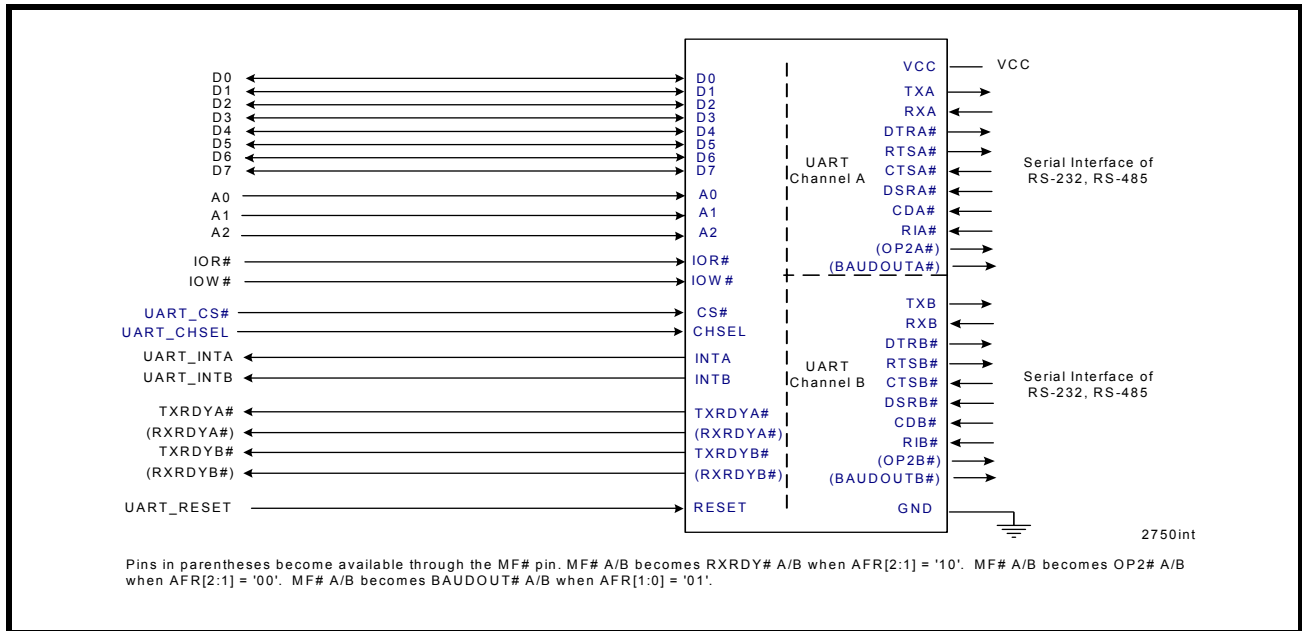 D0
D1
D2
D3
D4
D5
D6
D7
A0
A1
A2
IOR#
IOW#
UART_CS#
UART_CHSEL
UART_INTA
UART_INTB
TXRDYA#
(RXRDYA#)
TXRDYB#
(RXRDYB#)
UART_RESET
D0
D1
D2
D3
D4
D5
D6
D7
A0
A1
A2
IOR#
IOW#
CS#
CHSEL
INTA
INTB
TXRDYA#
(RXRDYA#)
TXRDYB#
(RXRDYB#)
RESET
UART
Channel A
UART
Channel B
VCC
TXA
RXA
DTRA#
RTSA#
CTSA#
DSRA#
CDA#
RIA#
(OP2A#)
(BAUDOUTA#)
TXB
RXB
DTRB#
RTSB#
CTSB#
DSRB#
CDB#
RIB#
(OP2B#)
(BAUDOUTB#)
GND
VCC
Serial Interface of
RS-232, RS-485
Serial Interface of
RS-232, RS-485
2750int
Pins in parentheses become available through the MF# pin. MF# A/B becomes RXRDY# A/B when AFR[2:1] = '10'. MF# A/B becomes OP2# A/B
when AFR[2:1] = '00'. MF# A/B becomes BAUDOUT# A/B when AFR[1:0] = '01'.